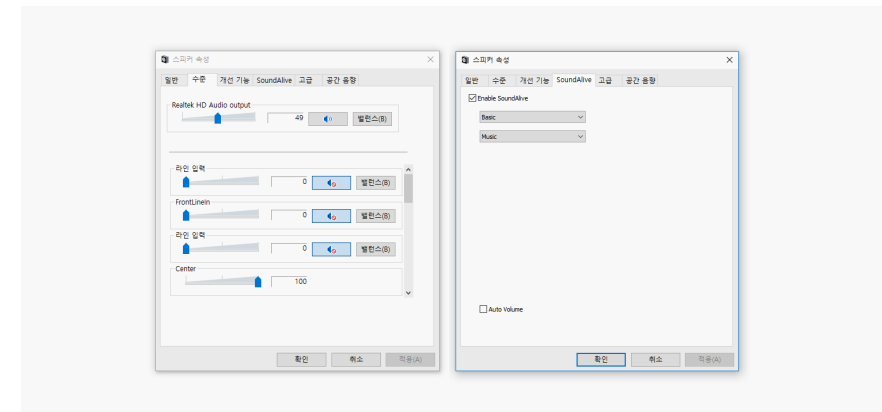 스피커 속성
일반 수준 개선 기능 SoundAlive 고급 공간 음향
Realtek HD Audio output
49 밸런스(B)
라인 입력
0 밸런스(B)
FrontLinein
0 밸런스(B)
라인 입력
0 밸런스(B)
Center
100
확인 취소 적용(A)
스피커 속성
일반 수준 개선 기능 SoundAlive 고급 공간 음향
Enable SoundAlive
Basic
Music
Auto Volume
확인 취소 적용(A)